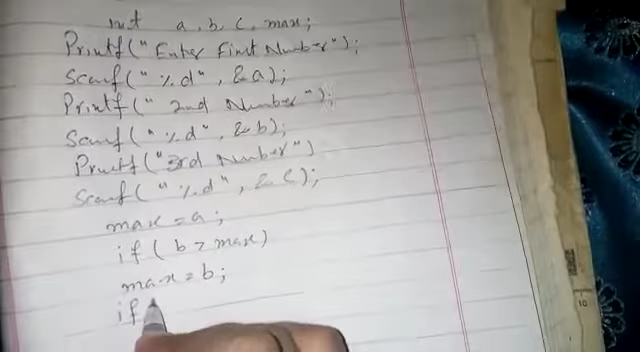 int a, b, c, max;
Printf("Enter First Number");
Scanf("%d", &a);
Printf("2nd Number");
Scanf("%d", &b);
Printf("3rd Number")
Scanf("%d", &c);
max = a;
if (b > max)
max = b;
if
10